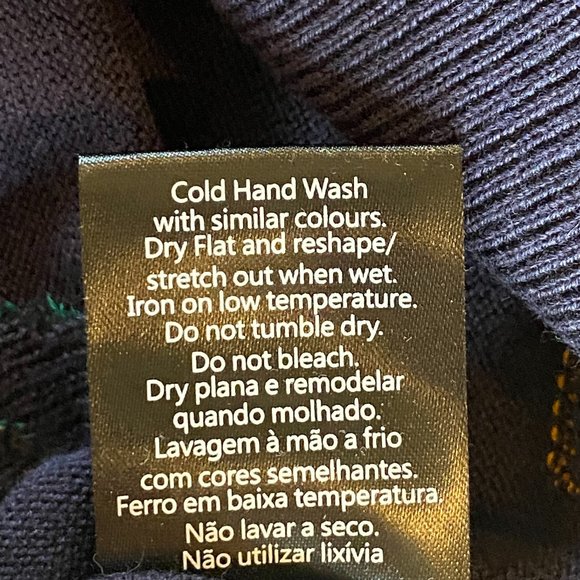 Cold Hand Wash
with similar colours.
Dry Flat and reshape/
stretch out when wet.
Iron on low temperature.
Do not tumble dry.
Do not bleach.
Dry plana e remodelar
quando molhado.
Lavagem à mão a frio
com cores semelhantes.
Ferro em baixa temperatura.
Não lavar a seco.
Não utilizar lixívia